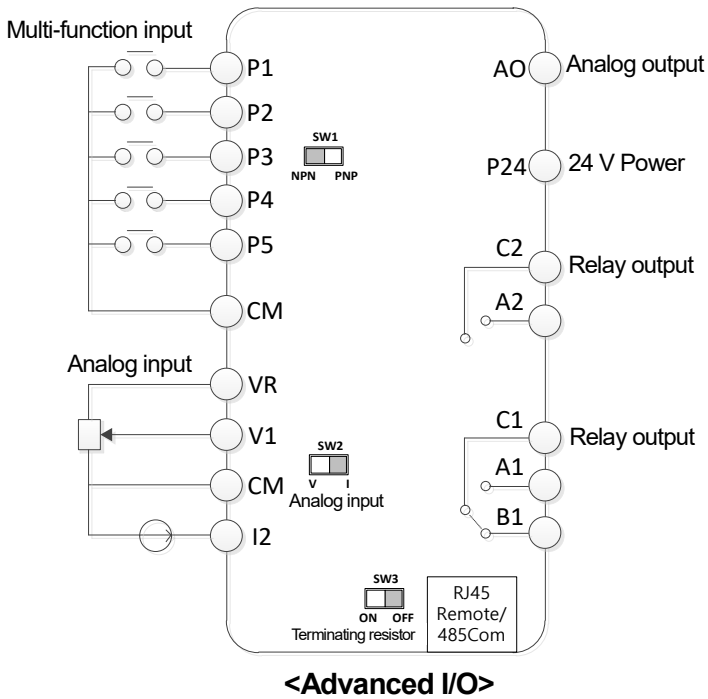 Multi-function input
P1
P2
P3
P4
P5
CM
SW1
NPN PNP
Analog input
VR
V1
CM
I2
SW2
V I
Analog input
SW3
ON OFF
Terminating resistor
RJ45
Remote/
485Com
AO Analog output
P24 24 V Power
C2 Relay output
A2
C1 Relay output
A1
B1
<Advanced I/O>